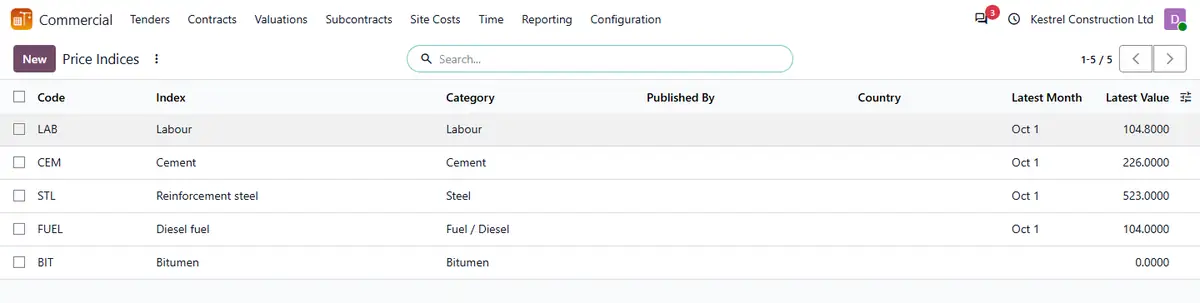 Commercial Tenders Contracts Valuations Subcontracts Site Costs Time Reporting Configuration 3 Kestrel Construction Ltd D
New Price Indices Search... 1-5 / 5
Code Index Category Published By Country Latest Month Latest Value
LAB Labour Labour Oct 1 104.8000
CEM Cement Cement Oct 1 226.0000
STL Reinforcement steel Steel Oct 1 523.0000
FUEL Diesel fuel Fuel / Diesel Oct 1 104.0000
BIT Bitumen Bitumen 0.0000